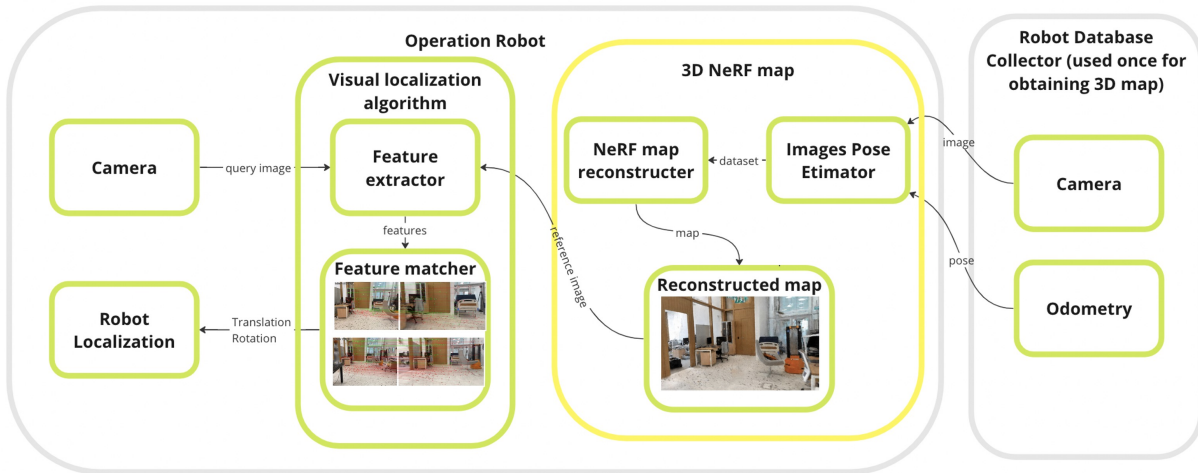 Operation Robot
Visual localization
algorithm
Camera
query image
Feature
extractor
features
Feature matcher
Translation
Rotation
Robot
Localization
reference image
3D NeRF map
NeRF map
reconstructer
dataset
Images Pose
Etimator
map
Reconstructed map
Robot Database
Collector (used once for
obtaining 3D map)
image
Camera
pose
Odometry